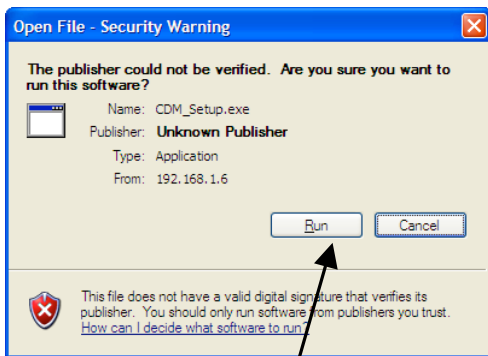 Open File - Security Warning
The publisher could not be verified.  Are you sure you want to
run this software?
Name: CDM_Setup.exe
Publisher: Unknown Publisher
Type: Application
From: 192.168.1.6
Run Cancel
This file does not have a valid digital signature that verifies its
publisher.  You should only run software from publishers you trust.
How can I decide what software to run?